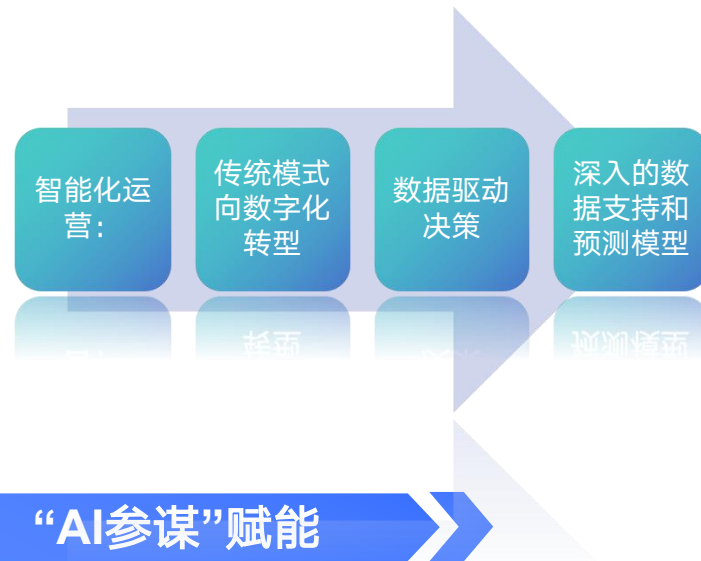 智能化运
营：
传统模式
向数字化
转型
数据驱动
决策
深入的数
据支持和
预测模型
“AI参谋”赋能